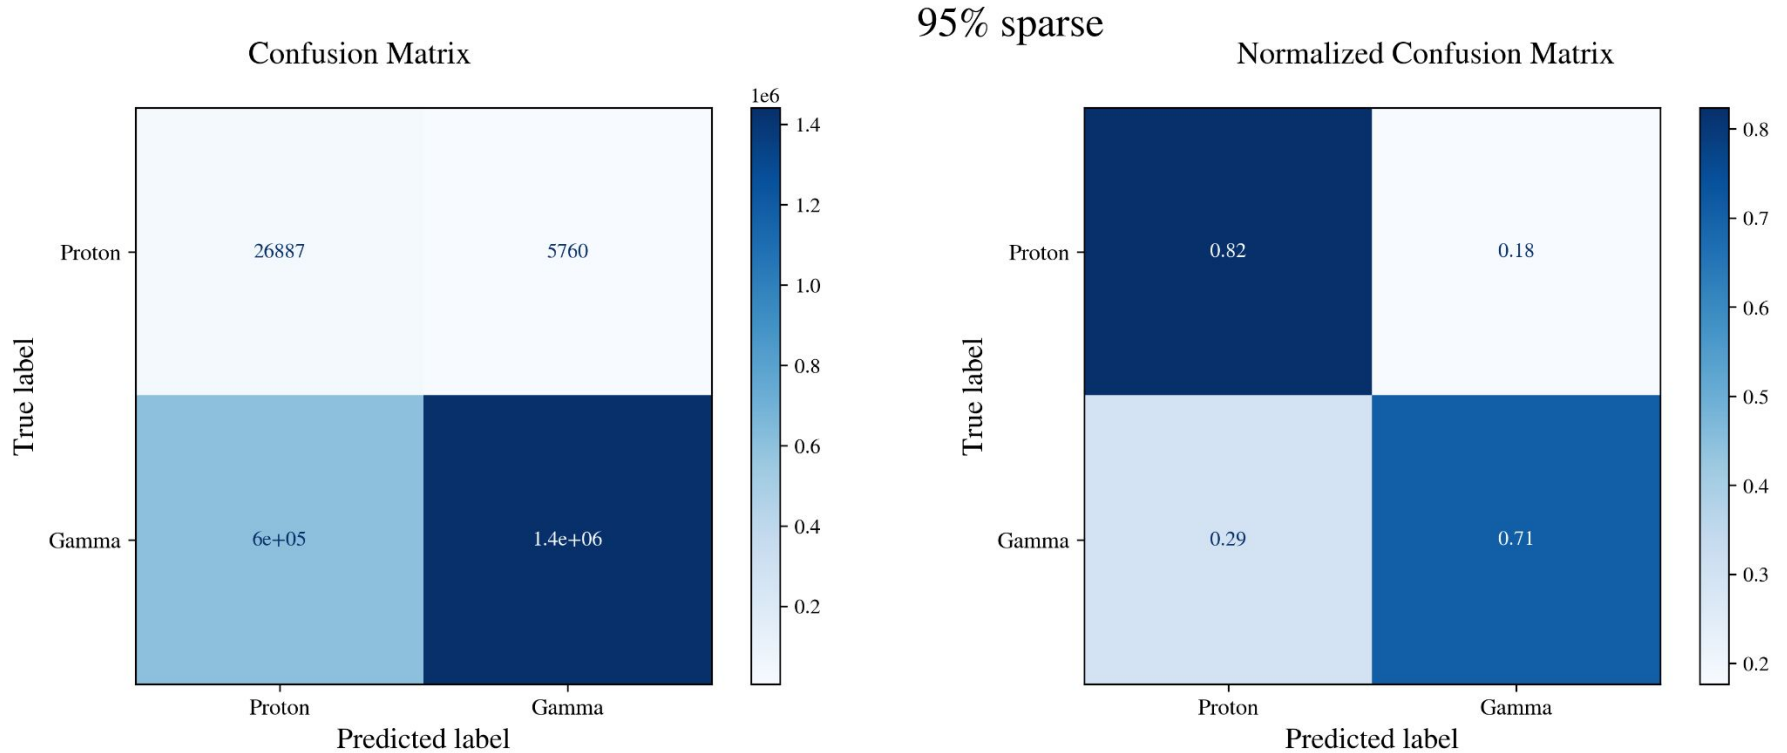 95% sparse
Confusion Matrix
1e6
1.4
1.2
1.0
0.8
0.6
0.4
0.2
True label
Proton
Gamma
26887
5760
6e+05
1.4e+06
Proton
Gamma
Predicted label
Normalized Confusion Matrix
0.8
0.7
0.6
0.5
0.4
0.3
0.2
True label
Proton
Gamma
0.82
0.18
0.29
0.71
Proton
Gamma
Predicted label